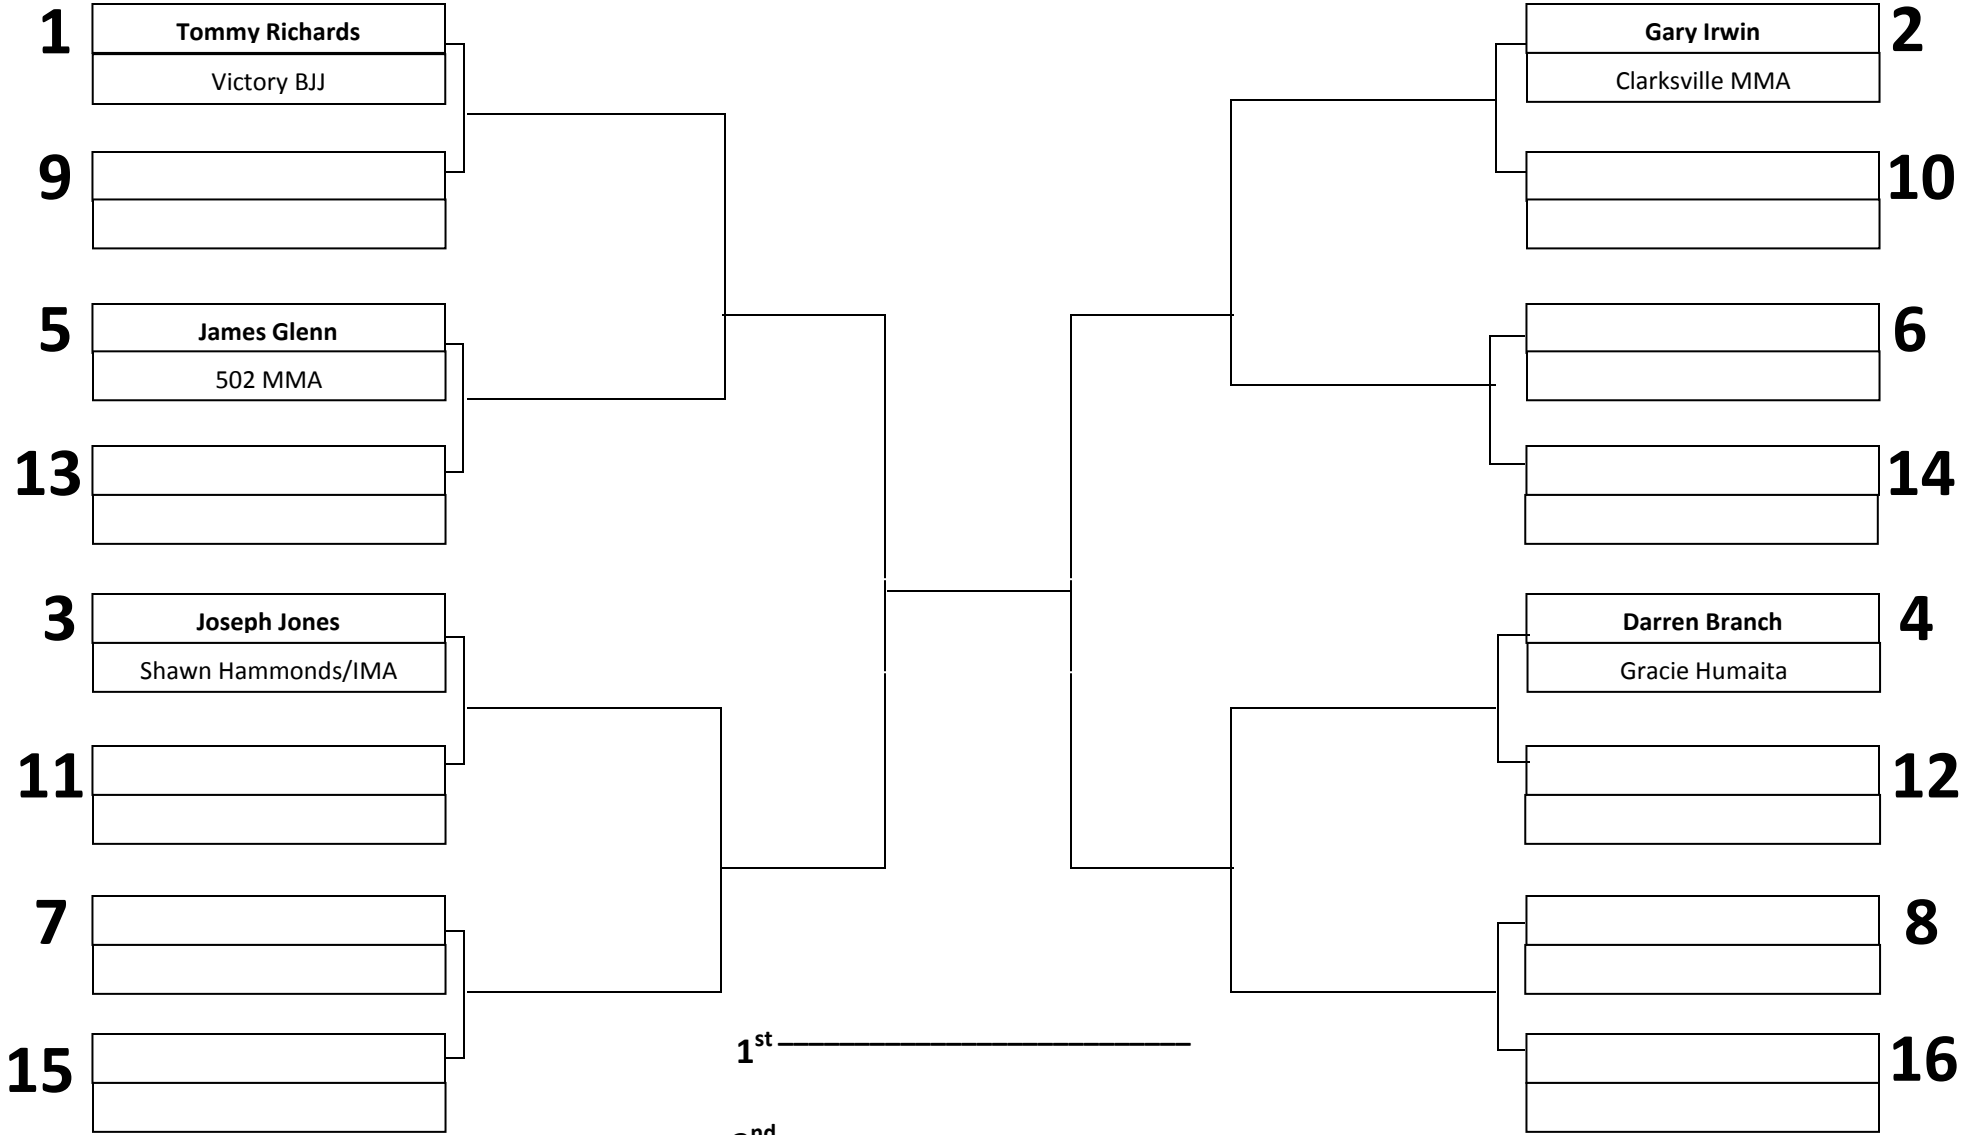 1
Tommy Richards
Victory BJJ
9
5
James Glenn
502 MMA
13
3
Joseph Jones
Shawn Hammonds/IMA
11
7
15
Gary Irwin
2
Clarksville MMA
10
6
14
Darren Branch
4
Gracie Humaita
12
8
16
1st
nd